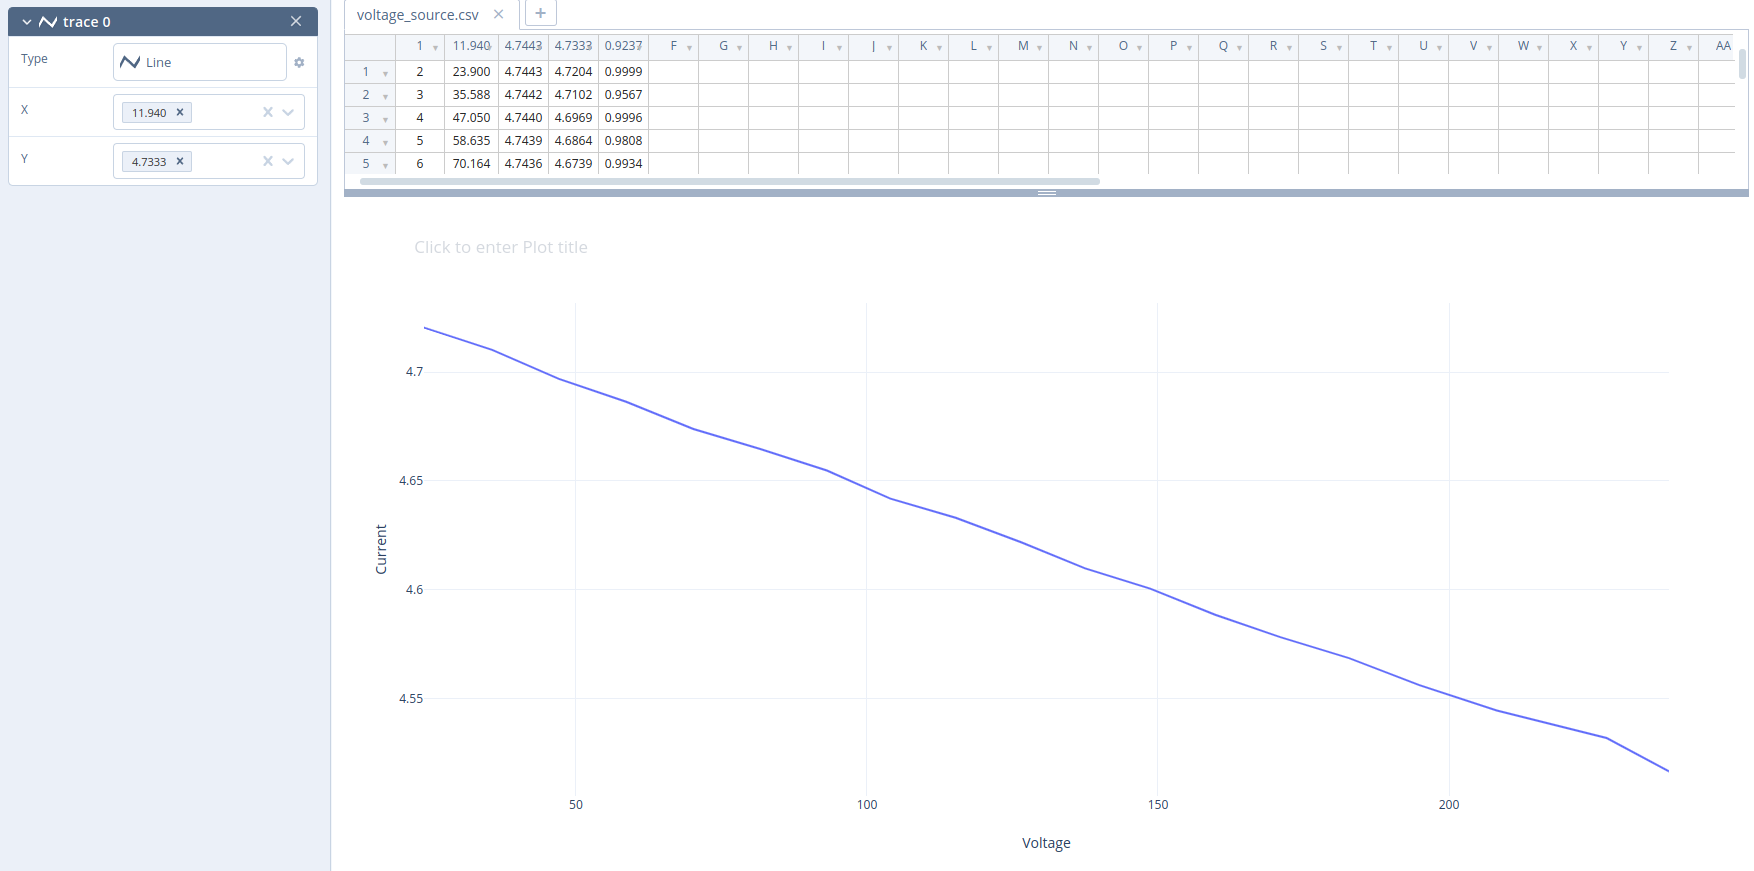 trace 0
Type
Line
X
11.940
Y
4.7333
voltage_source.csv
+
1 11.940 4.7443 4.7333 0.9237 F G H I J K L M N O P Q R S T U V W X Y Z AA
1 2 23.900 4.7443 4.7204 0.9999
2 3 35.588 4.7442 4.7102 0.9567
3 4 47.050 4.7440 4.6969 0.9996
4 5 58.635 4.7439 4.6864 0.9808
5 6 70.164 4.7436 4.6739 0.9934
Click to enter Plot title
4.7
4.65
4.6
4.55
Current
50 100 150 200
Voltage